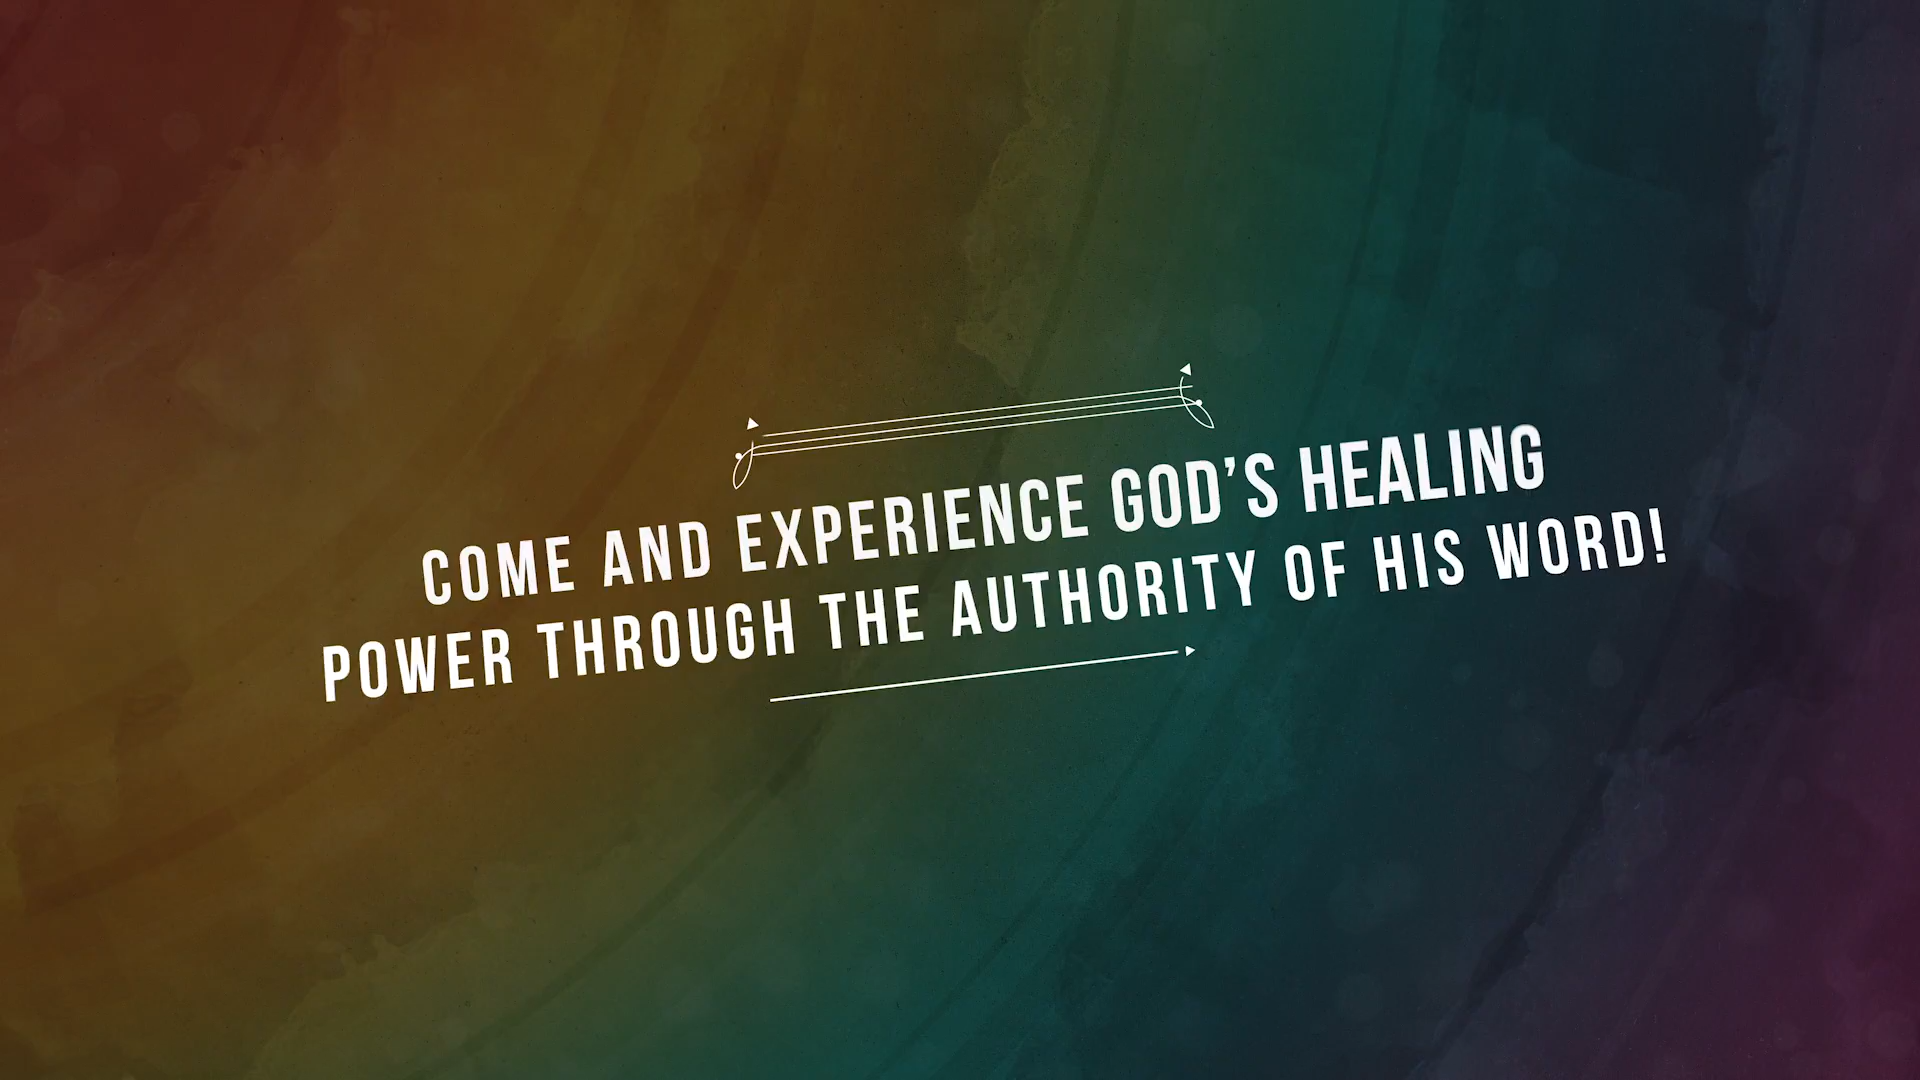 COME AND EXPERIENCE GOD’S HEALING
POWER THROUGH THE AUTHORITY OF HIS WORD!